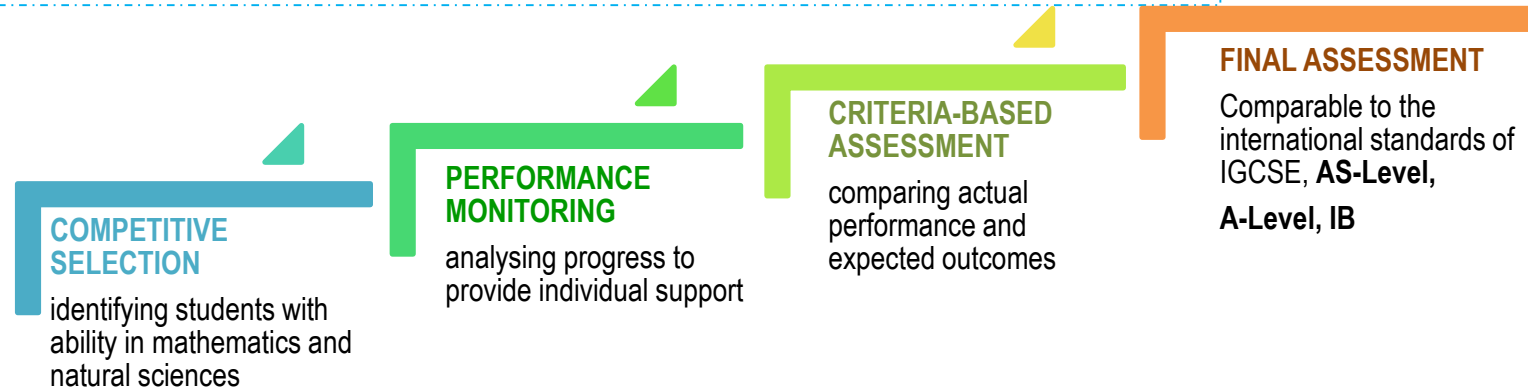 COMPETITIVE
SELECTION
identifying students with
ability in mathematics and
natural sciences
PERFORMANCE
MONITORING
analysing progress to
provide individual support
CRITERIA-BASED
ASSESSMENT
comparing actual
performance and
expected outcomes
FINAL ASSESSMENT
Comparable to the
international standards of
IGCSE, AS-Level,
A-Level, IB